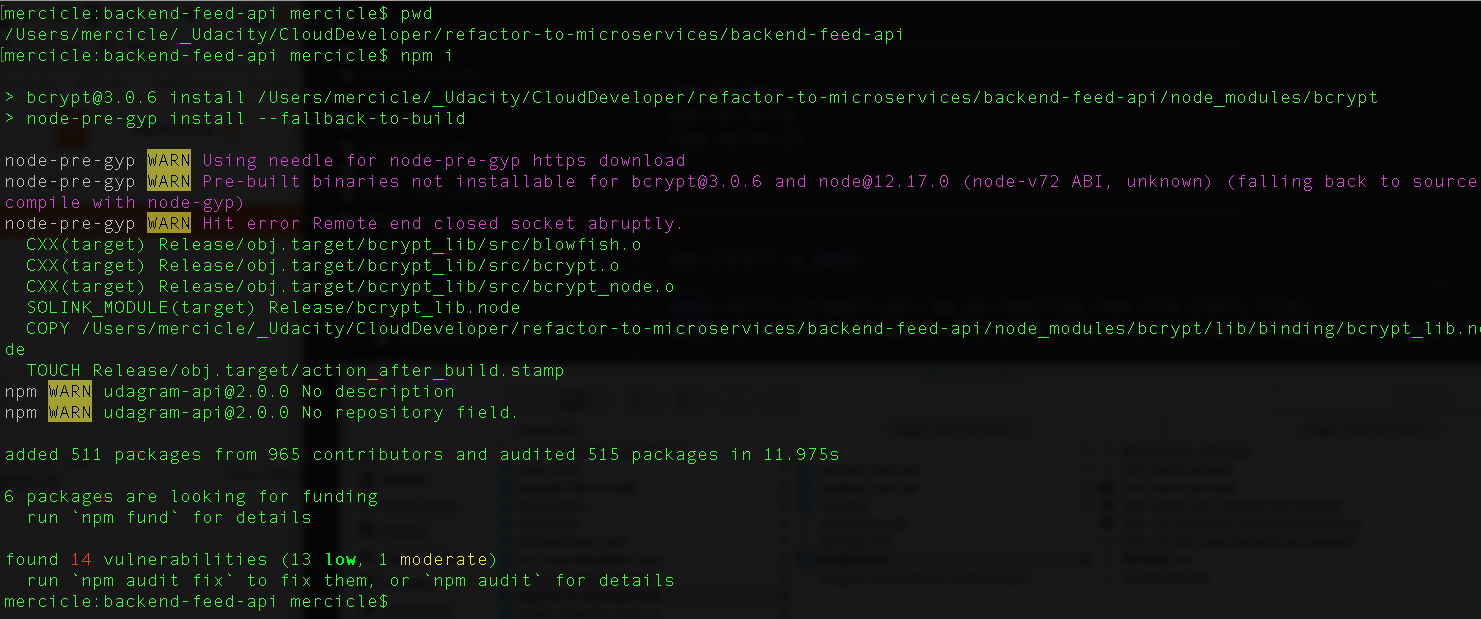 [mercicle:backend-feed-api mercicle$ pwd
/Users/mercicle/_Udacity/CloudDeveloper/refactor-to-microservices/backend-feed-api
[mercicle:backend-feed-api mercicle$ npm i
> bcrypt@3.0.6 install /Users/mercicle/_Udacity/CloudDeveloper/refactor-to-microservices/backend-feed-api/node_modules/bcrypt
> node-pre-gyp install --fallback-to-build
node-pre-gyp WARN Using needle for node-pre-gyp https download
node-pre-gyp WARN Pre-built binaries not installable for bcrypt@3.0.6 and node@12.17.0 (node-v72 ABI, unknown) (falling back to source
compile with node-gyp)
node-pre-gyp WARN Hit error Remote end closed socket abruptly.
CXX(target) Release/obj.target/bcrypt_lib/src/blowfish.o
CXX(target) Release/obj.target/bcrypt_lib/src/bcrypt.o
CXX(target) Release/obj.target/bcrypt_lib/src/bcrypt_node.o
SOLINK_MODULE(target) Release/bcrypt_lib.node
COPY /Users/mercicle/_Udacity/CloudDeveloper/refactor-to-microservices/backend-feed-api/node_modules/bcrypt/lib/binding/bcrypt_lib.no
de
TOUCH Release/obj.target/action_after_build.stamp
npm WARN udagram-api@2.0.0 No description
npm WARN udagram-api@2.0.0 No repository field.
added 511 packages from 965 contributors and audited 515 packages in 11.975s
6 packages are looking for funding
run `npm fund` for details
found 14 vulnerabilities (13 low, 1 moderate)
run `npm audit fix` to fix them, or `npm audit` for details
mercicle:backend-feed-api mercicle$